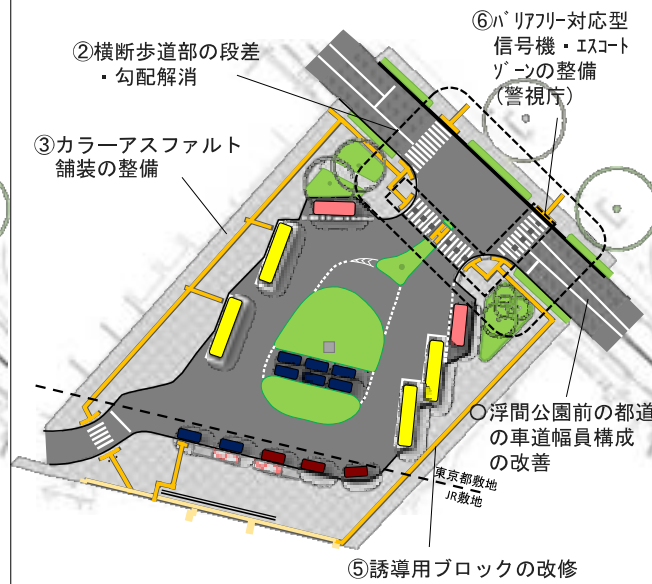 ⑥ﾊﾞﾘｱﾌﾘｰ対応型
信号機・ｴｽｺｰﾄ
ｿﾞｰﾝの整備
(警視庁)
②横断歩道部の段差
・勾配解消
③カラーアスファルト
舗装の整備
○浮間公園前の都道
の車道幅員構成
の改善
東京都敷地
JR敷地
⑤誘導用ブロックの改修